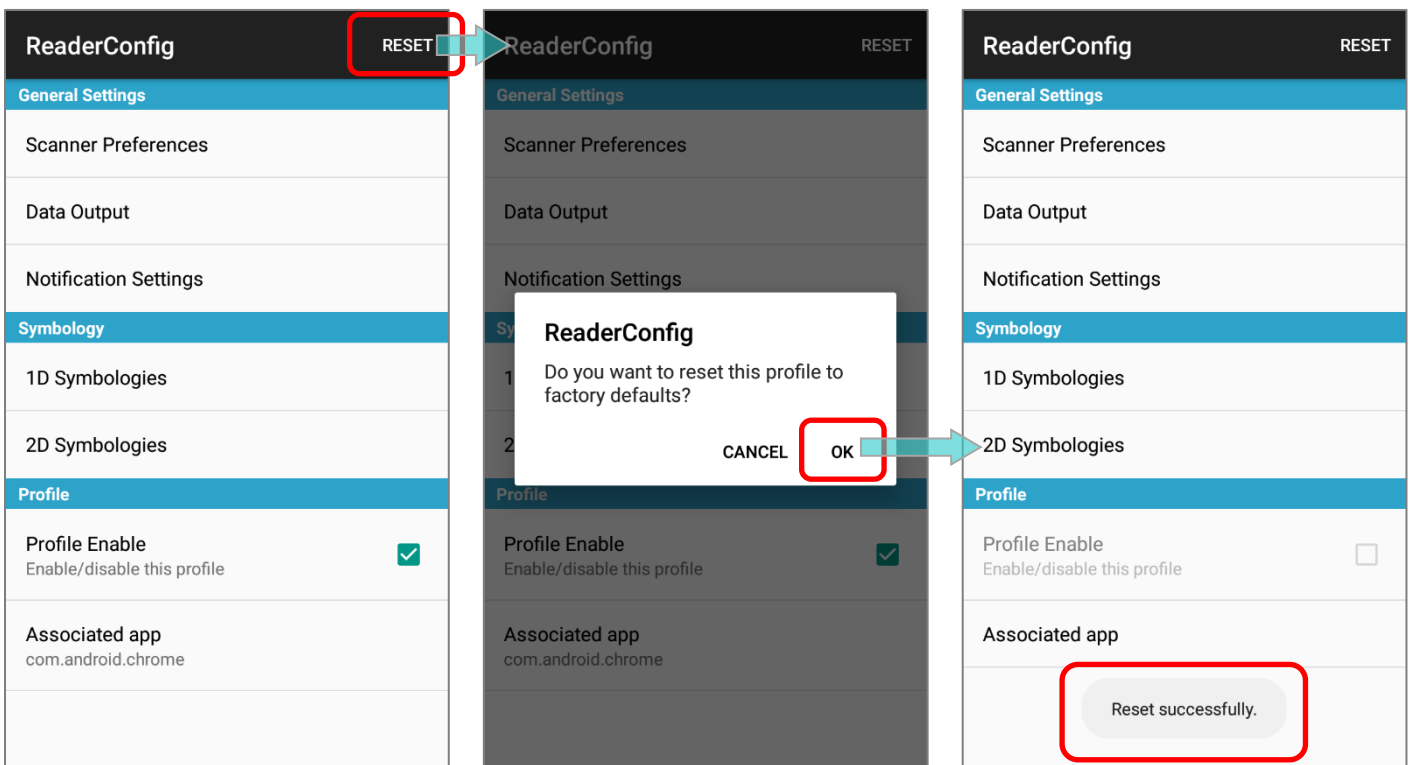 ReaderConfig RESET
General Settings
Scanner Preferences
Data Output
Notification Settings
Symbology
1D Symbologies
2D Symbologies
Profile
Profile Enable
Enable/disable this profile
Associated app
com.android.chrome
ReaderConfig RESET
General Settings
Scanner Preferences
Data Output
Notification Settings
Sy
1
2
ReaderConfig
Do you want to reset this profile to
factory defaults?
CANCEL OK
Profile
Profile Enable
Enable/disable this profile
Associated app
com.android.chrome
ReaderConfig RESET
General Settings
Scanner Preferences
Data Output
Notification Settings
Symbology
1D Symbologies
2D Symbologies
Profile
Profile Enable
Enable/disable this profile
Associated app
Reset successfully.